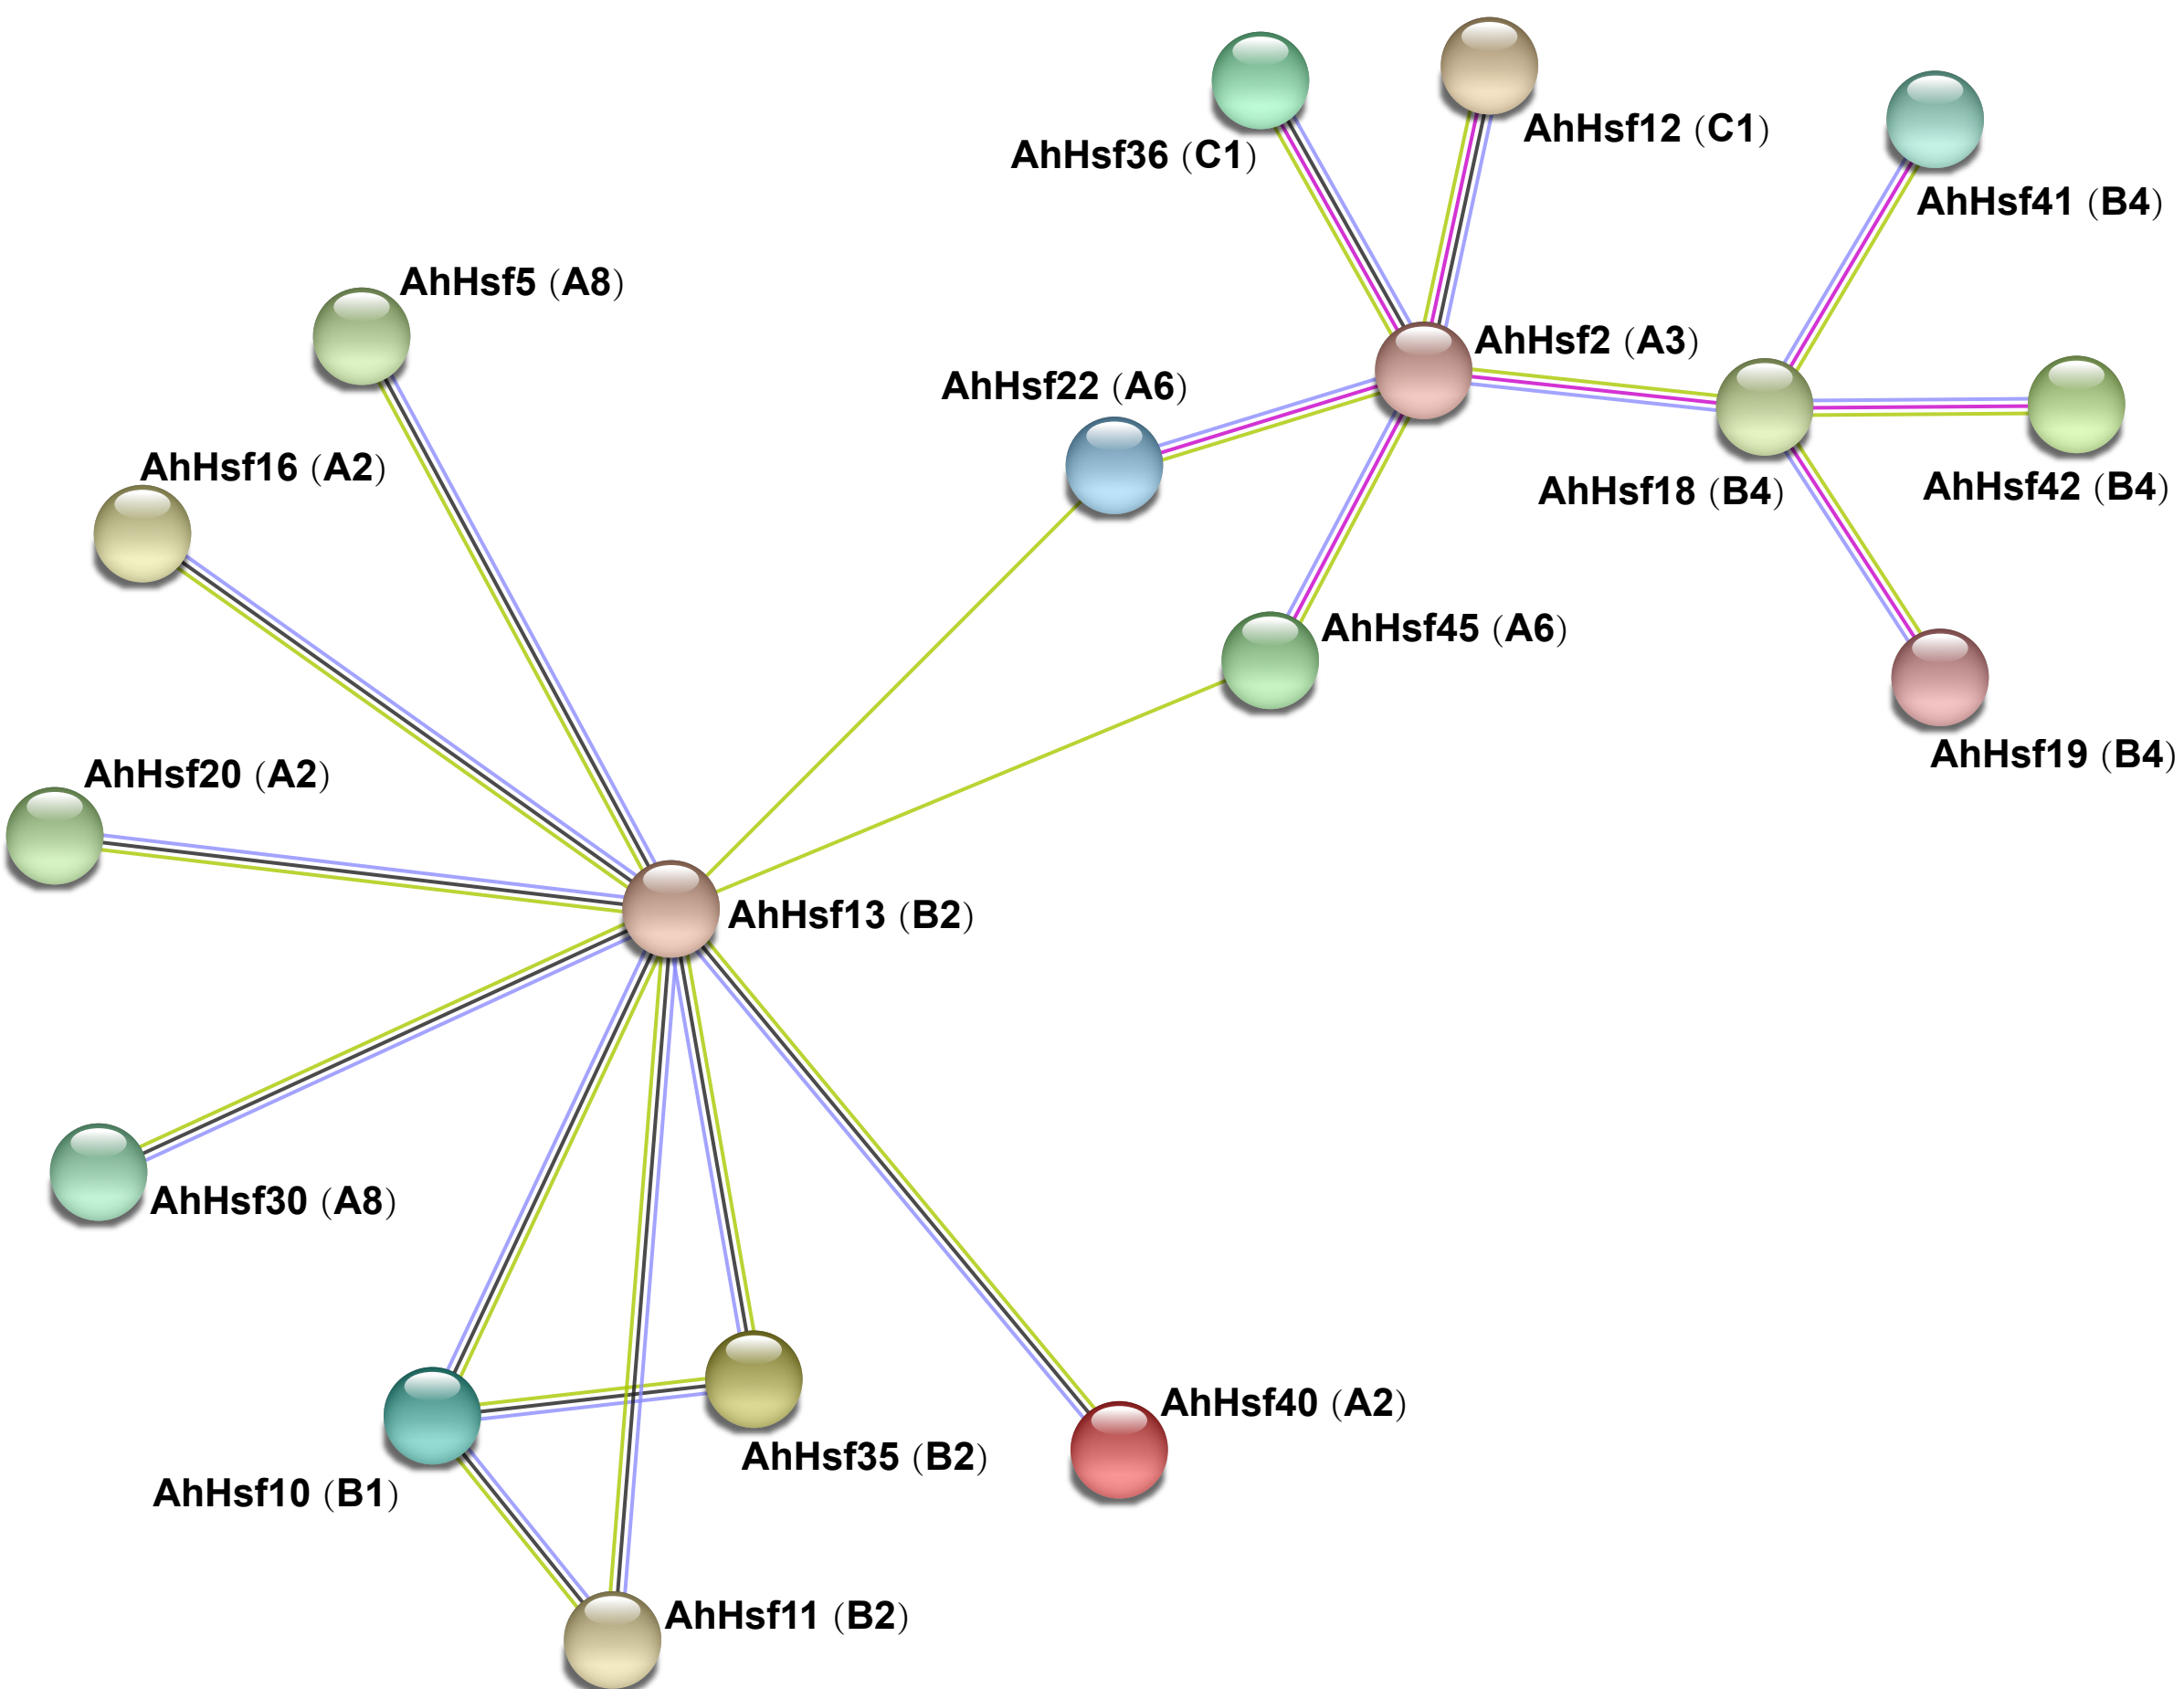 AhHsf12 (C1)
AhHsf36 (C1)
AhHsf41 (B4)
AhHsf5 (A8)
AhHsf2 (A3)
AhHsf22 (A6)
AhHsf16 (A2)
AhHsf18 (B4)
AhHsf42 (B4)
AhHsf45 (A6)
AhHsf19 (B4)
AhHsf20 (A2)
AhHsf13 (B2)
AhHsf30 (A8)
AhHsf40 (A2)
AhHsf35 (B2)
AhHsf10 (B1)
AhHsf11 (B2)